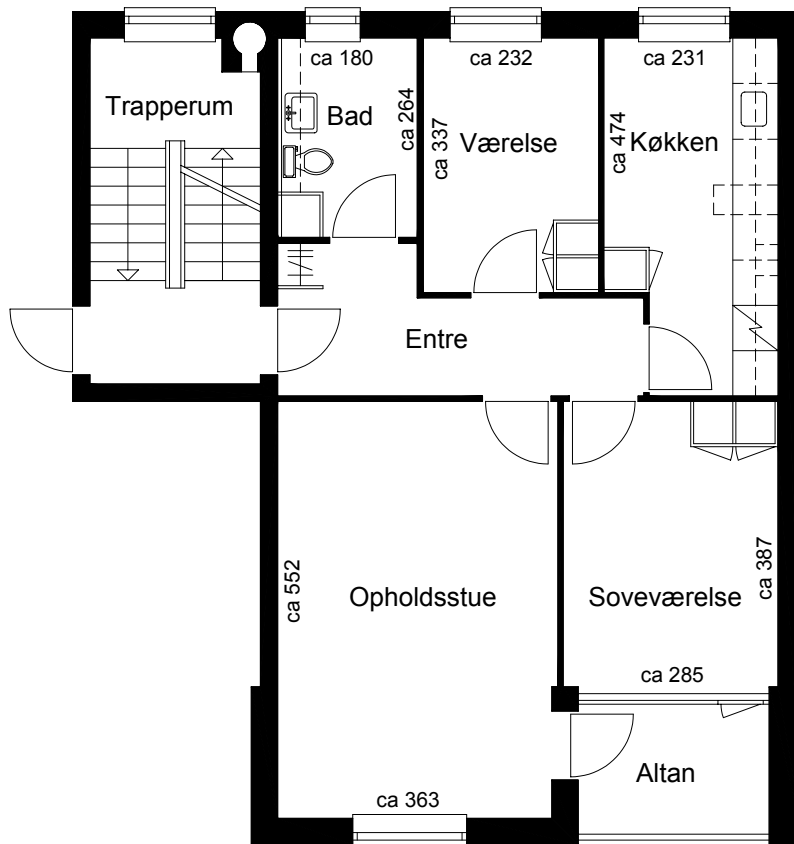 ca 180
ca 232
ca 231
Trapperum
Bad
ca 264
ca 337
Værelse
ca 474
Køkken
Entre
ca 552
Opholdsstue
Soveværelse
ca 387
ca 285
Altan
ca 363